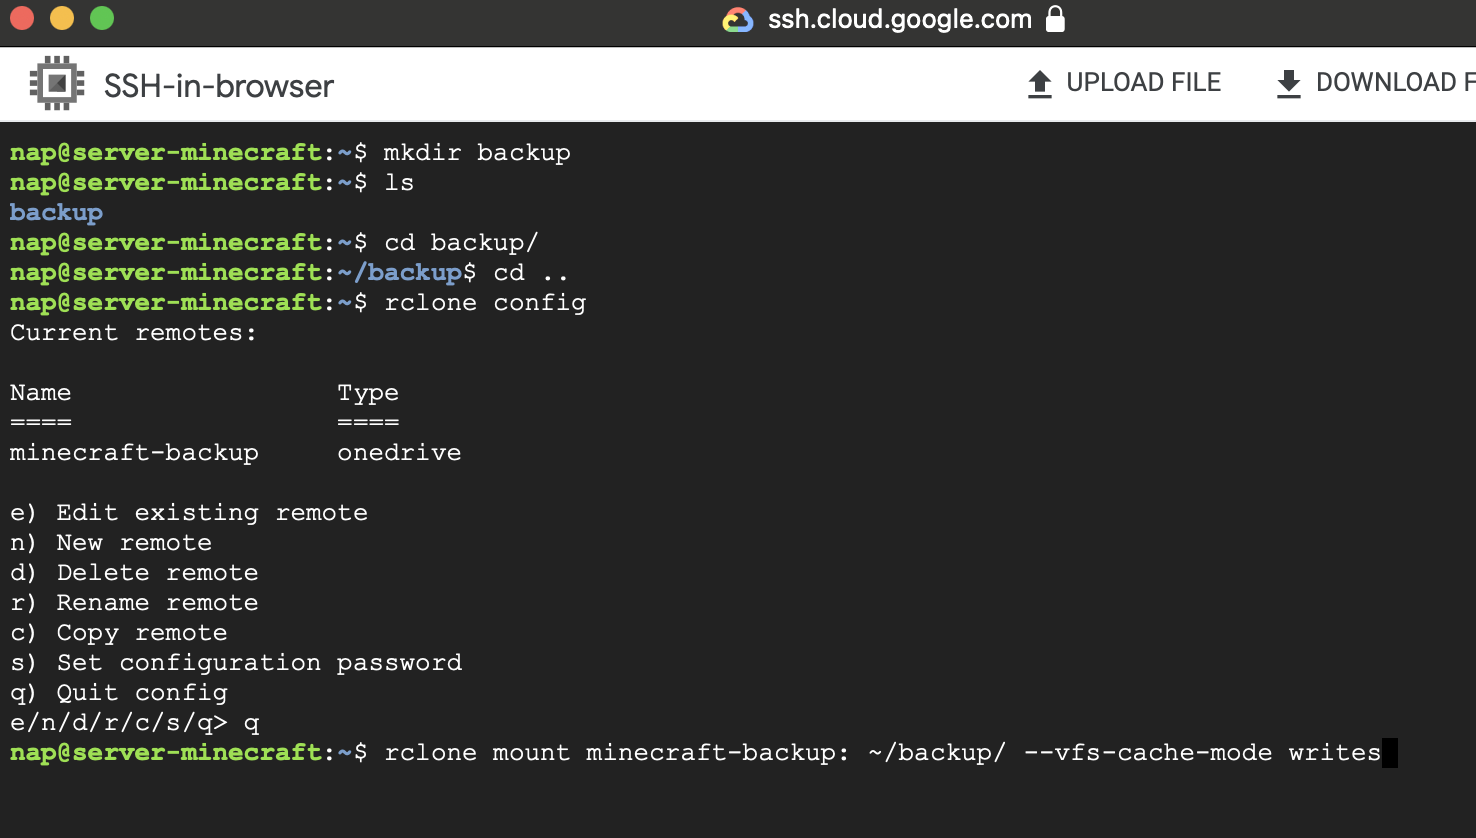 ssh.cloud.google.com
SSH-in-browser UPLOAD FILE DOWNLOAD F
nap@server-minecraft:~$ mkdir backup
nap@server-minecraft:~$ ls
backup
nap@server-minecraft:~$ cd backup/
nap@server-minecraft:~/backup$ cd ..
nap@server-minecraft:~$ rclone config
Current remotes:
Name                 Type
====                 ====
minecraft-backup     onedrive
e) Edit existing remote
n) New remote
d) Delete remote
r) Rename remote
c) Copy remote
s) Set configuration password
q) Quit config
e/n/d/r/c/s/q> q
nap@server-minecraft:~$ rclone mount minecraft-backup: ~/backup/ --vfs-cache-mode writes